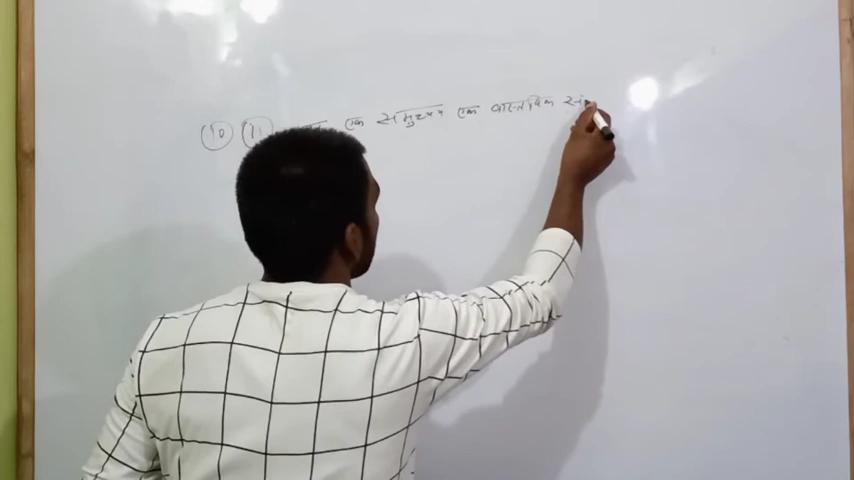 (10) (11) एक समुच्चय एक वास्तविक सं